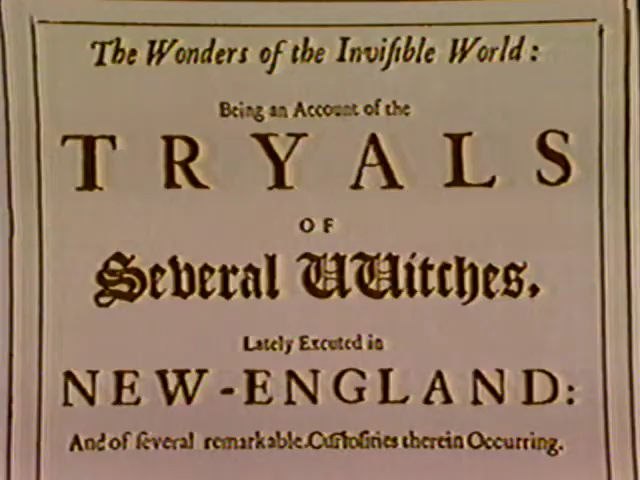 The Wonders of the Inviſible World:
Being an Account of the
TRYALS
OF
Several UUitches.
Lately Excuted in
NEW-ENGLAND:
And of ſeveral remarkable Curioſities therein Occurring.